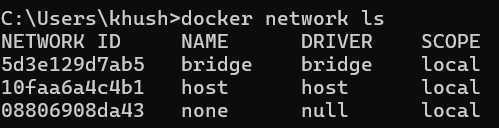 C:\Users\khush>docker network ls
NETWORK ID     NAME      DRIVER    SCOPE
5d3e129d7ab5   bridge    bridge    local
10faa6a4c4b1   host      host      local
08806908da43   none      null      local